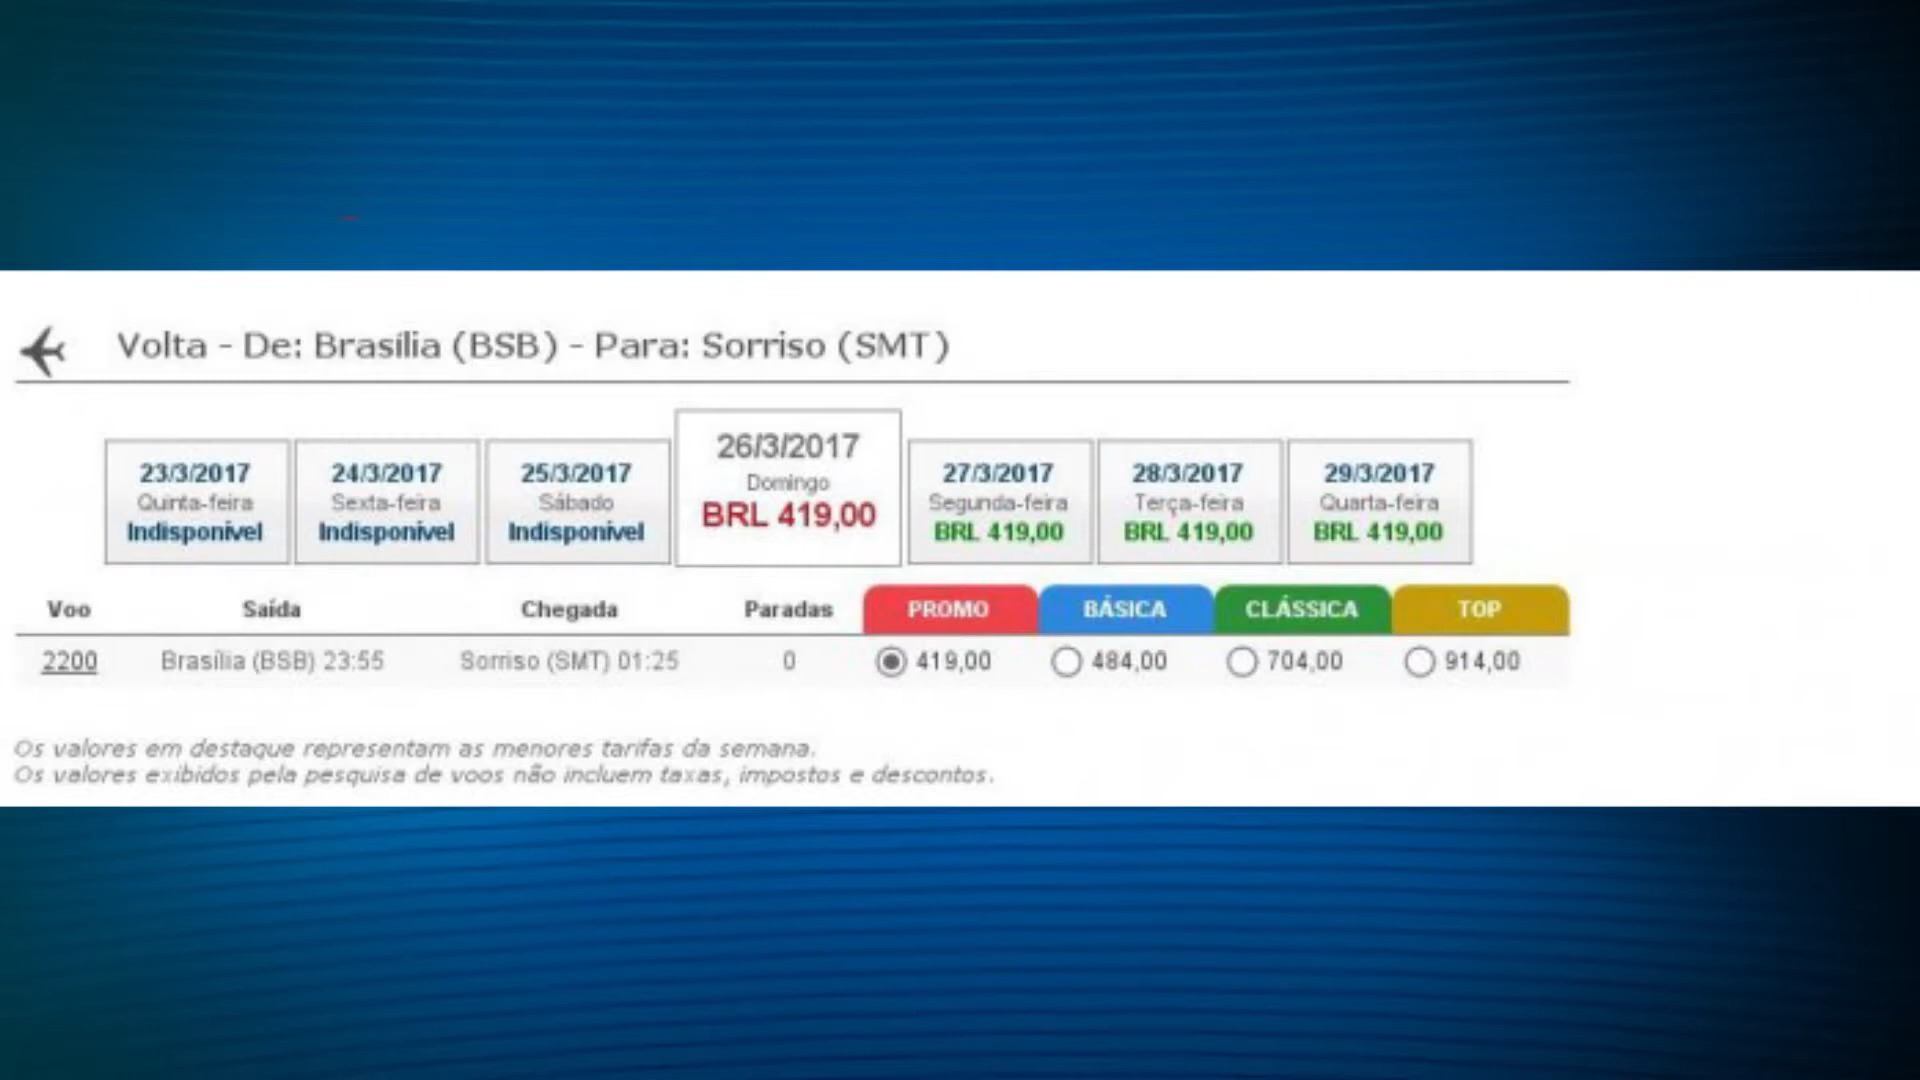 Volta - De: Brasília (BSB) - Para: Sorriso (SMT)
23/3/2017 Quinta-feira Indisponível
24/3/2017 Sexta-feira Indisponível
25/3/2017 Sábado Indisponível
26/3/2017 Domingo BRL 419,00
27/3/2017 Segunda-feira BRL 419,00
28/3/2017 Terça-feira BRL 419,00
29/3/2017 Quarta-feira BRL 419,00
Voo Saída Chegada Paradas PROMO BÁSICA CLÁSSICA TOP
2200 Brasília (BSB) 23:55 Sorriso (SMT) 01:25 0 419,00 484,00 704,00 914,00
Os valores em destaque representam as menores tarifas da semana.
Os valores exibidos pela pesquisa de voos não incluem taxas, impostos e descontos.